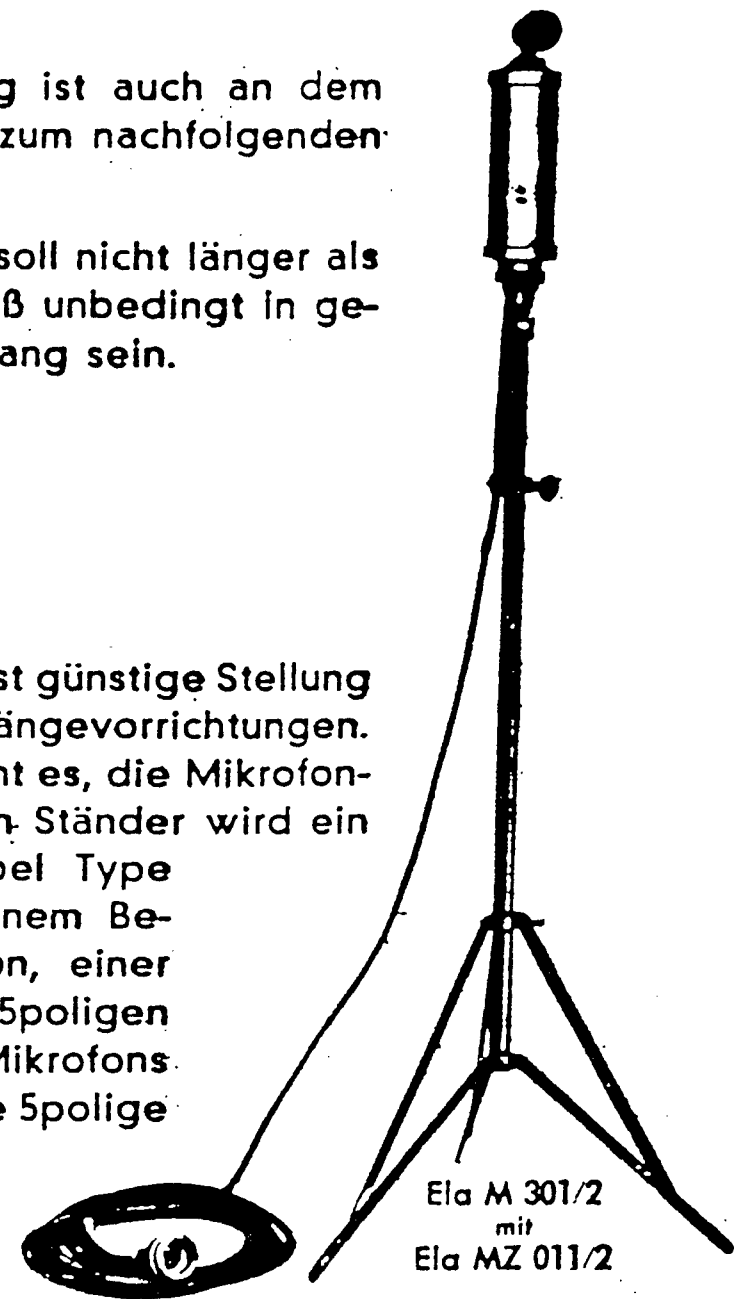 g ist auch an dem
zum nachfolgenden
soll nicht länger als
ß unbedingt in ge-
ang sein.
st günstige Stellung
ängevorrichtungen.
nt es, die Mikrofon-
n Ständer wird ein
bel Type
nem Be-
on, einer
5poligen
Mikrofons
e 5polige
Ela M 301/2
mit
Ela MZ 011/2